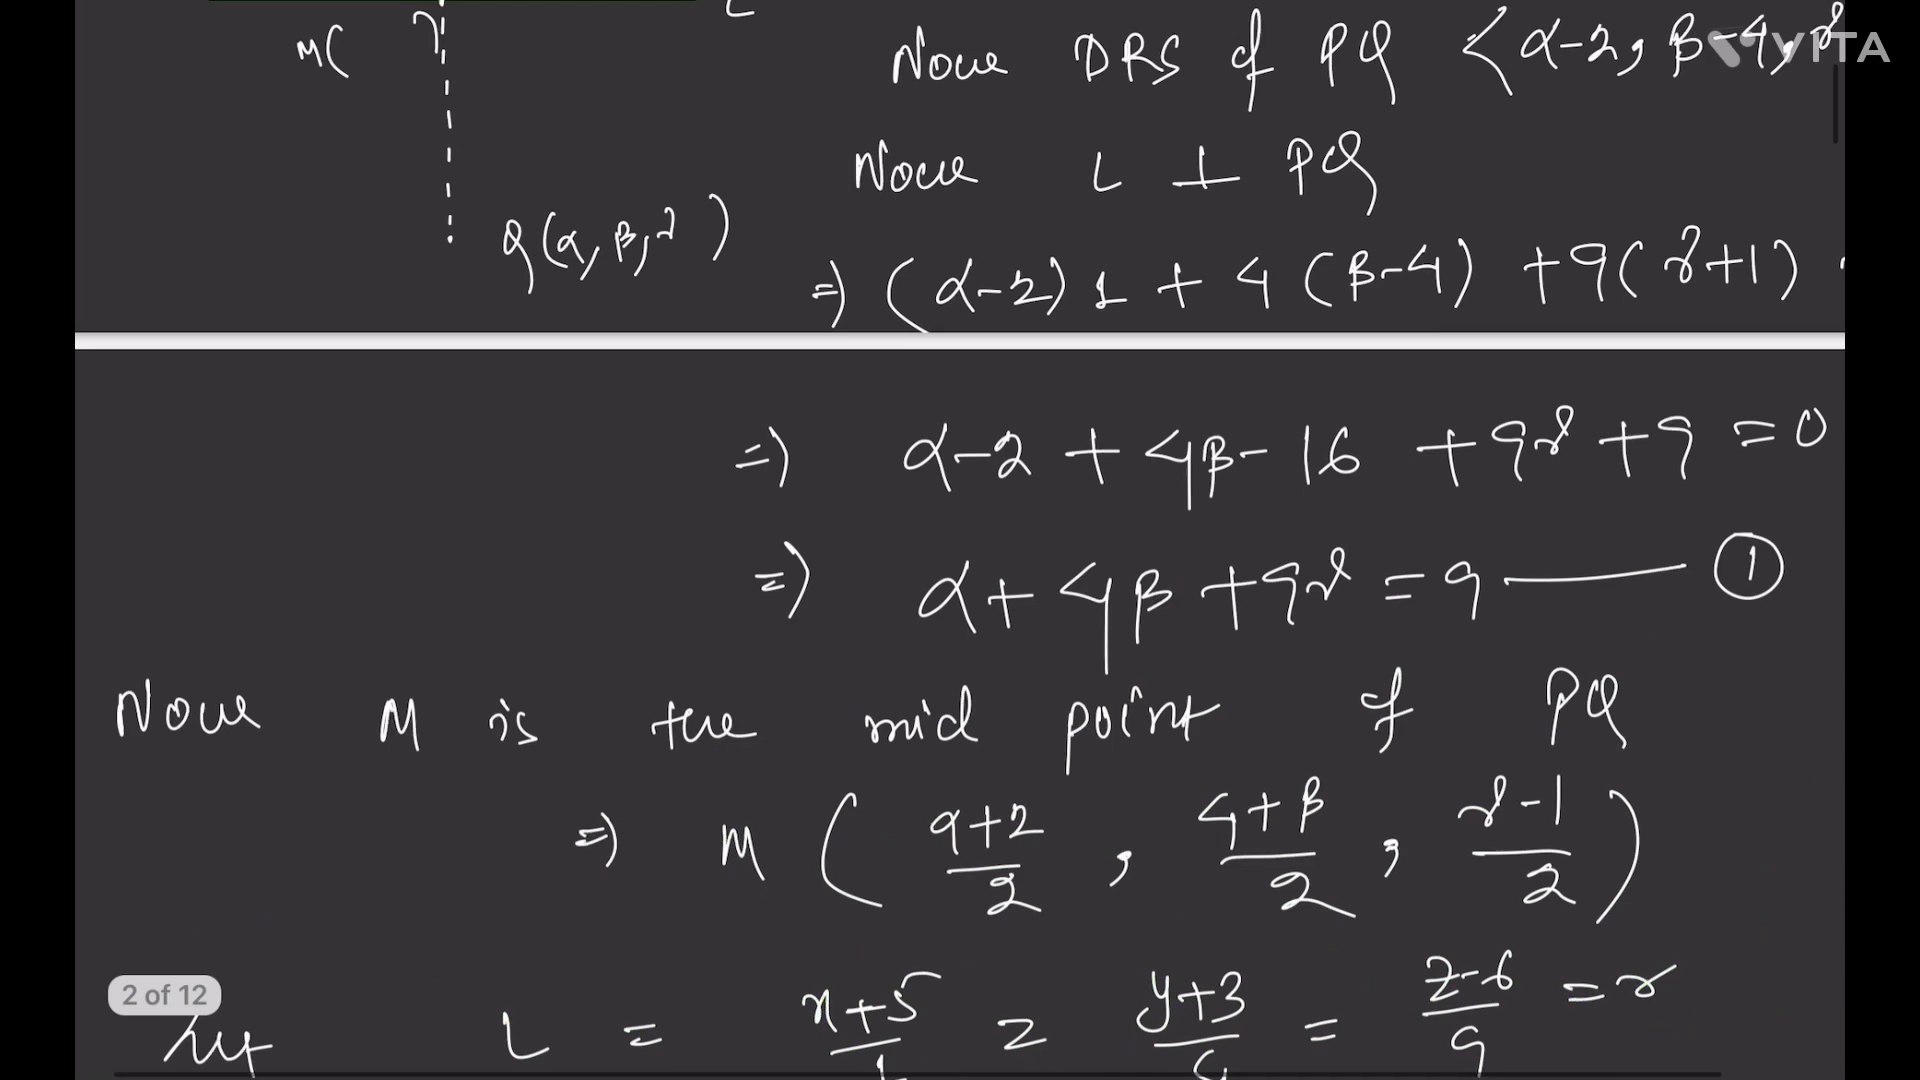 M(
Now DRS of PQ < α-2, β-4, γ
VITA
Now L ⊥ PQ
Q(α, β, γ)
=) (α-2) 1 + 4 (β-4) + 9(γ+1)
=) α-2 + 4β - 16 + 9γ + 9 = 0
=) α + 4β + 9γ = 9 ——— ①
Now M is the mid point of PQ
=) M ( α+2/2 , 4+β/2 , γ-1/2 )
2 of 12
let L = x+5/1 = y+3/4 = z-6/9 = r